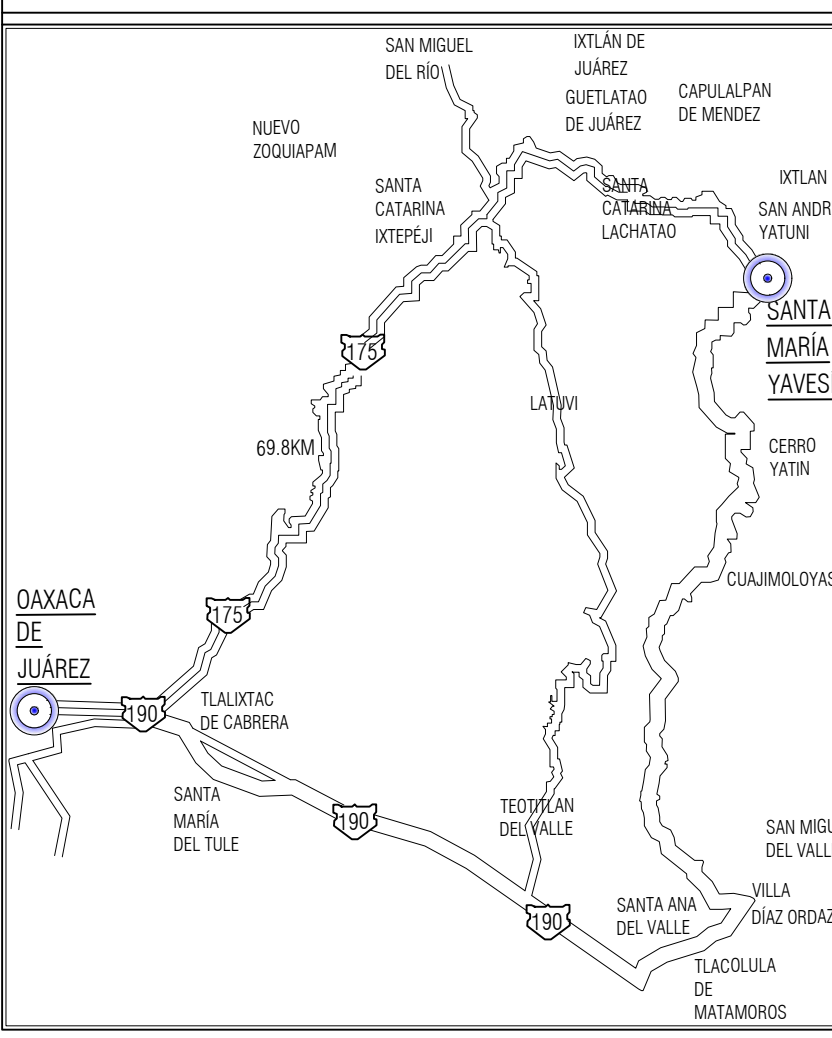 SAN MIGUEL
DEL RÍO
IXTLÁN DE
JUÁREZ
GUETLATAO
DE JUÁREZ
CAPULALPAN
DE MENDEZ
NUEVO
ZOQUIAPAM
SANTA
CATARINA
IXTEPÉJI
SANTA
CATARINA
LACHATAO
IXTLAN
SAN ANDR
YATUNI
SANTA
MARÍA
YAVES
175
LATUVI
69.8KM
CERRO
YATIN
CUAJIMOLOYAS
OAXACA
DE
JUÁREZ
175
190
TLALIXTAC
DE CABRERA
SANTA
MARÍA
DEL TULE
190
TEOTITLAN
DEL VALLE
SAN MIGU
DEL VALL
190
SANTA ANA
DEL VALLE
VILLA
DÍAZ ORDAZ
TLACOLULA
DE
MATAMOROS